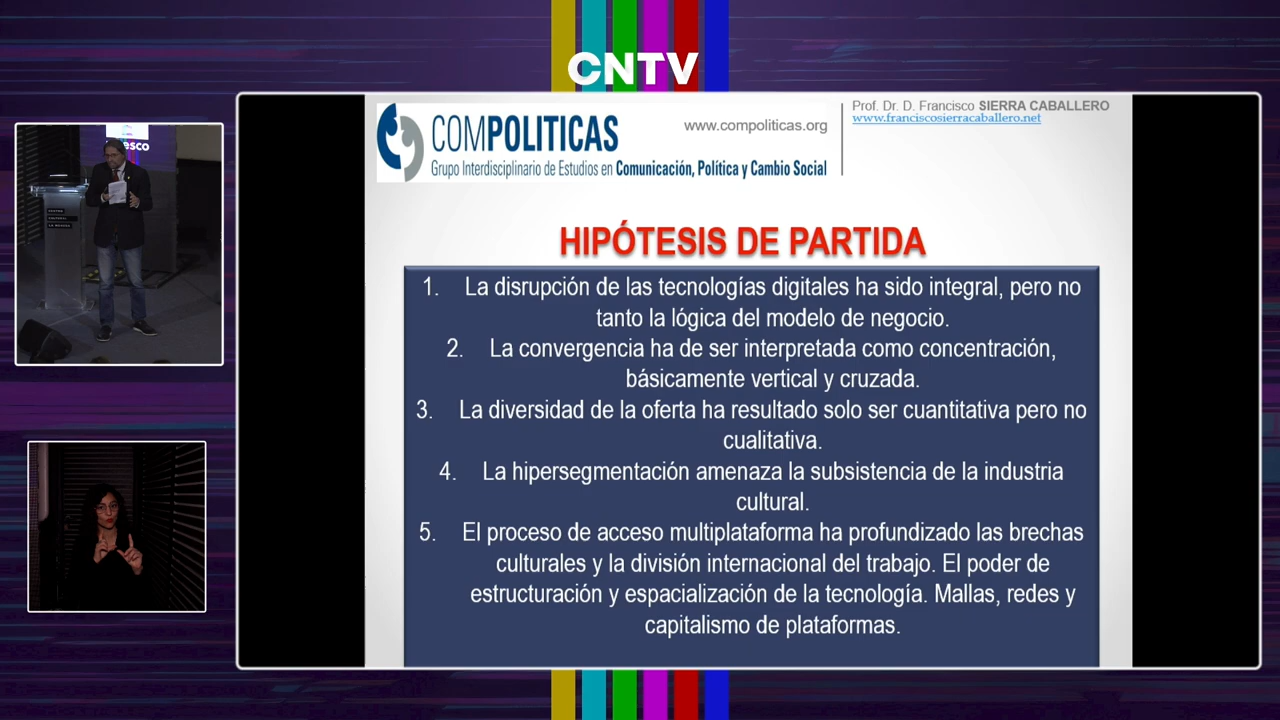 CNTV
COMPOLITICAS
www.compoliticas.org
Grupo Interdisciplinario de Estudios en Comunicación, Política y Cambio Social
Prof. Dr. D. Francisco SIERRA CABALLERO
www.franciscosierracaballero.net
esco
HIPÓTESIS DE PARTIDA
1. La disrupción de las tecnologías digitales ha sido integral, pero no
tanto la lógica del modelo de negocio.
2. La convergencia ha de ser interpretada como concentración,
básicamente vertical y cruzada.
3. La diversidad de la oferta ha resultado solo ser cuantitativa pero no
cualitativa.
4. La hipersegmentación amenaza la subsistencia de la industria
cultural.
5. El proceso de acceso multiplataforma ha profundizado las brechas
culturales y la división internacional del trabajo. El poder de
estructuración y espacialización de la tecnología. Mallas, redes y
capitalismo de plataformas.